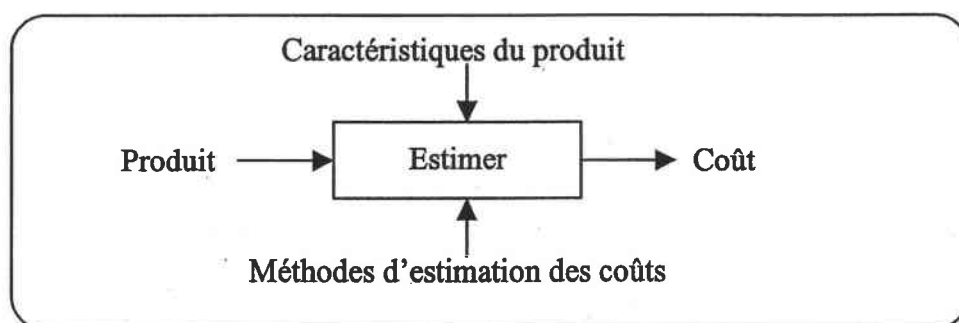 Caractéristiques du produit
Produit
Estimer
Coût
Méthodes d'estimation des coûts